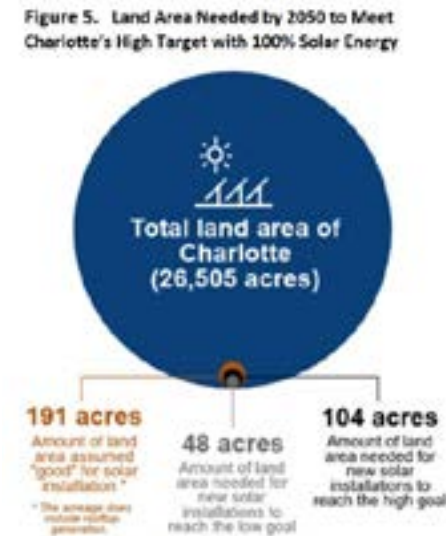 Figure 5. Land Area Needed by 2050 to Meet
Charlotte's High Target with 100% Solar Energy
Total land area of
Charlotte
(26,505 acres)
191 acres
Amount of land
area assumed
"good" for solar
installation *
* The acreage does
include rooftop
generation.
48 acres
Amount of land
area needed for
new solar
installations to
reach the low goal
104 acres
Amount of land
area needed for
new solar
installations to
reach the high goal